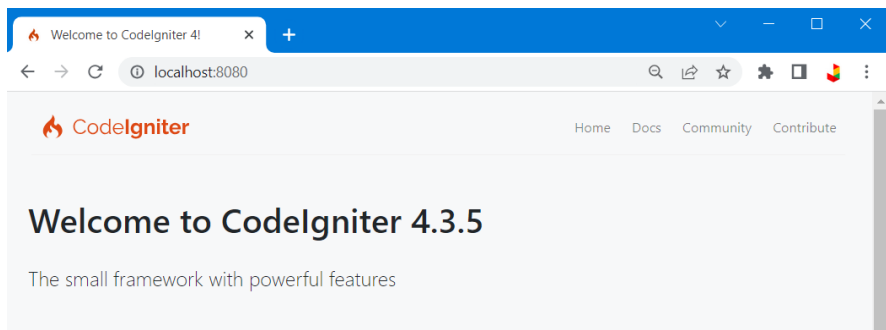 Welcome to CodeIgniter 4!
localhost:8080
CodeIgniter Home Docs Community Contribute
Welcome to CodeIgniter 4.3.5
The small framework with powerful features